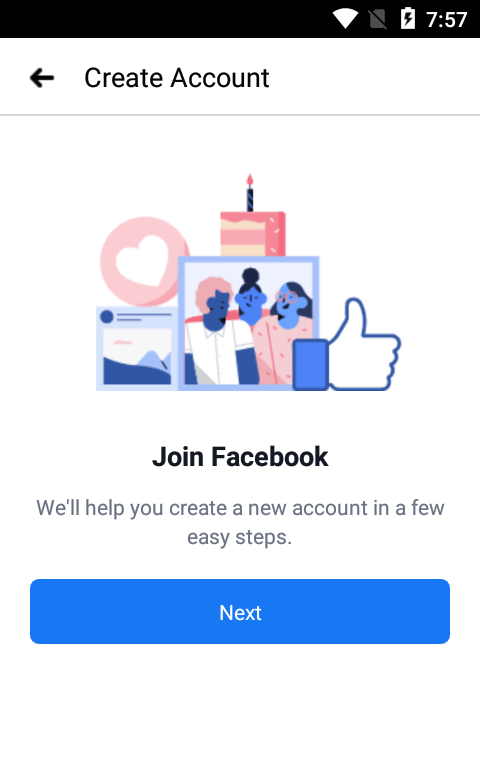 7:57
Create Account
Join Facebook
We'll help you create a new account in a few
easy steps.
Next